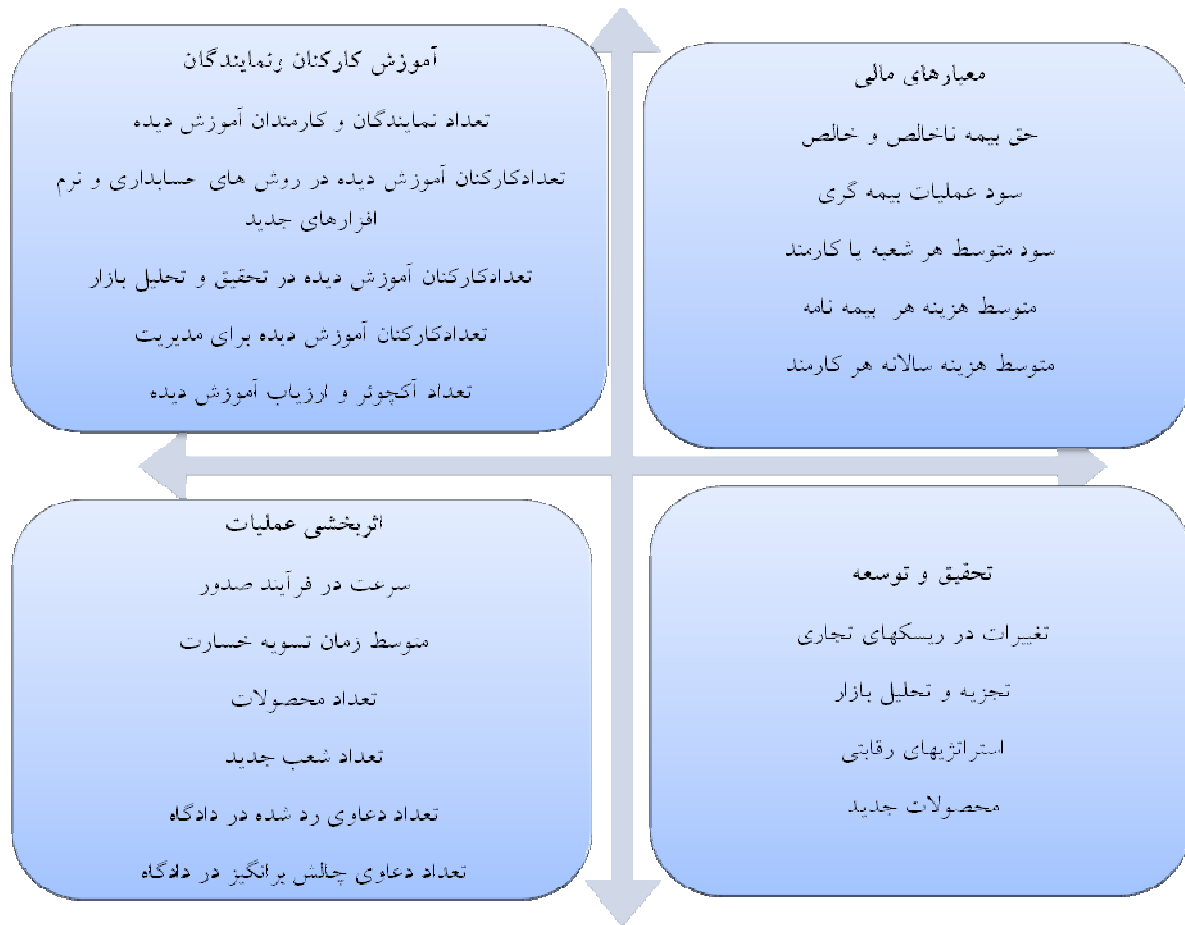 معیارهای مالی
حق بیمه ناخالص و خالص
سود عملیات بیمه گری
سود متوسط هر شعبه یا کارمند
متوسط هزینه هر بیمه نامه
متوسط هزینه سالانه هر کارمند
آموزش کارکنان ونمایندگان
تعداد نمایندگان و کارمندان آموزش دیده
تعدادکارکنان آموزش دیده در روش های حسابداری و نرم
افزارهای جدید
تعدادکارکنان آموزش دیده در تحقیق و تحلیل بازار
تعدادکارکنان آموزش دیده برای مدیریت
تعداد آکچوئر و ارزیاب آموزش دیده
تحقیق و توسعه
تغییرات در ریسکهای تجاری
تجزیه و تحلیل بازار
استراتژیهای رقابتی
محصولات جدید
اثربخشی عملیات
سرعت در فرآیند صدور
متوسط زمان تسویه خسارت
تعداد محصولات
تعداد شعب جدید
تعداد دعاوی رد شده در دادگاه
تعداد دعاوی چالش برانگیز در دادگاه